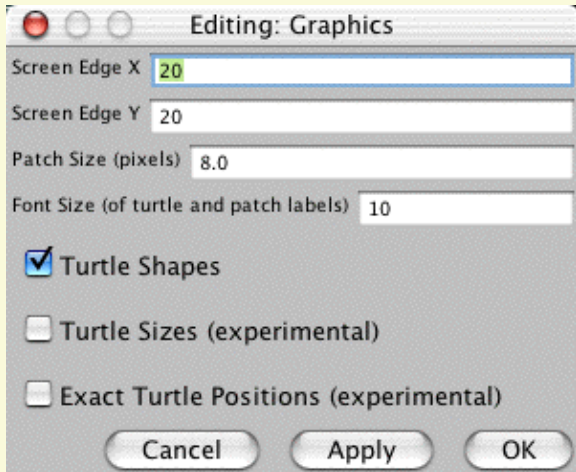 Editing: Graphics
Screen Edge X 20
Screen Edge Y 20
Patch Size (pixels) 8.0
Font Size (of turtle and patch labels) 10
Turtle Shapes
Turtle Sizes (experimental)
Exact Turtle Positions (experimental)
Cancel Apply OK